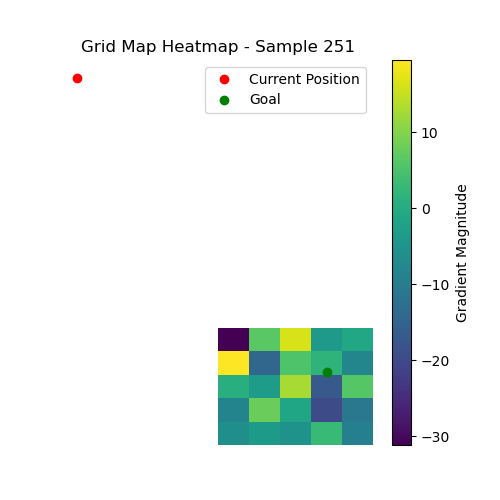 Grid Map Heatmap - Sample 251
Current Position
Goal
10
0
−10
−20
−30
Gradient Magnitude